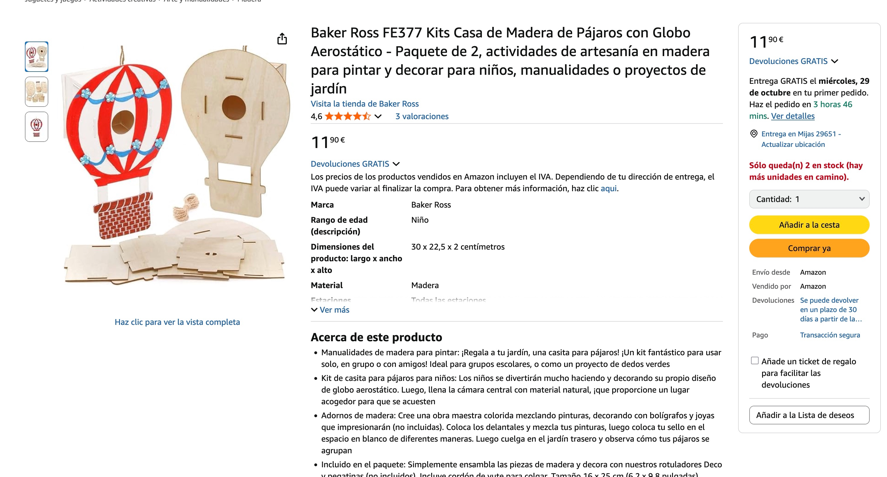 Juguetes y juegos › Actividades creativas › Arte y manualidades › Madera
Baker Ross FE377 Kits Casa de Madera de Pájaros con Globo
Aerostático - Paquete de 2, actividades de artesanía en madera
para pintar y decorar para niños, manualidades o proyectos de
jardín
Visita la tienda de Baker Ross
4,6
3 valoraciones
11,90 €
Devoluciones GRATIS
Los precios de los productos vendidos en Amazon incluyen el IVA. Dependiendo de tu dirección de entrega, el
IVA puede variar al finalizar la compra. Para obtener más información, haz clic aquí.
Marca Baker Ross
Rango de edad Niño
(descripción)
Dimensiones del 30 x 22,5 x 2 centímetros
producto: largo x ancho
x alto
Material Madera
Estaciones Todas las estaciones
Ver más
Haz clic para ver la vista completa
Acerca de este producto
• Manualidades de madera para pintar: ¡Regala a tu jardín, una casita para pájaros! ¡Un kit fantástico para usar
solo, en grupo o con amigos! Ideal para grupos escolares, o como un proyecto de dedos verdes
• Kit de casita para pájaros para niños: Los niños se divertirán mucho haciendo y decorando su propio diseño
de globo aerostático. Luego, llena la cámara central con material natural, ¡que proporcione un lugar
acogedor para que se acuesten
• Adornos de madera: Cree una obra maestra colorida mezclando pinturas, decorando con bolígrafos y joyas
que impresionarán (no incluidas). Coloca los delantales y mezcla tus pinturas, luego coloca tu sello en el
espacio en blanco de diferentes maneras. Luego cuelga en el jardín trasero y observa cómo tus pájaros se
agrupan
• Incluido en el paquete: Simplemente ensambla las piezas de madera y decora con nuestros rotuladores Deco
y pegatinas (no incluidos). Incluye cordón de yute para colgar. Tamaño 16 x 25 cm (6,2 x 9,8 pulgadas)
11,90 €
Devoluciones GRATIS
Entrega GRATIS el miércoles, 29
de octubre en tu primer pedido.
Haz el pedido en 3 horas 46
mins. Ver detalles
Entrega en Mijas 29651 -
Actualizar ubicación
Sólo queda(n) 2 en stock (hay
más unidades en camino).
Cantidad: 1
Añadir a la cesta
Comprar ya
Envío desde Amazon
Vendido por Amazon
Devoluciones Se puede devolver
en un plazo de 30
días a partir de la...
Pago Transacción segura
Añade un ticket de regalo
para facilitar las
devoluciones
Añadir a la Lista de deseos